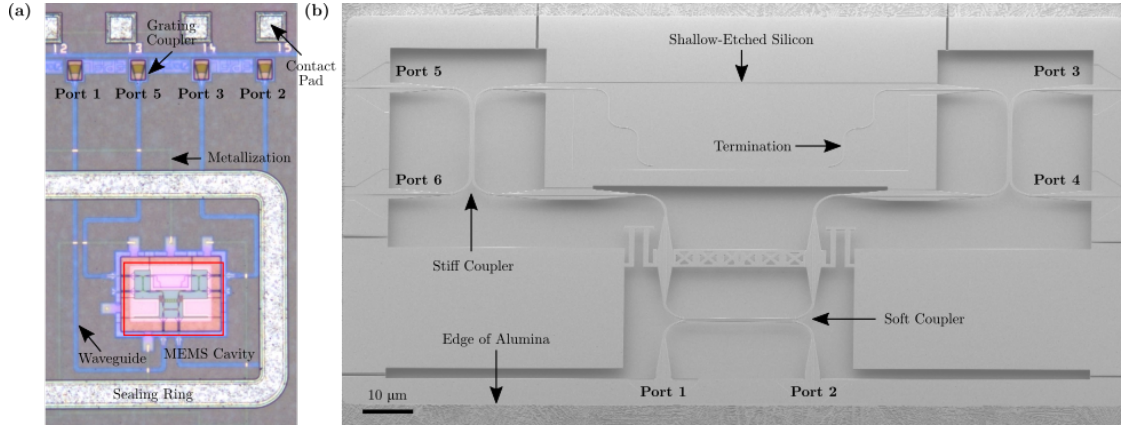 (a)
Grating
Coupler
12
13
14
15
Contact
Pad
Port 1
Port 5
Port 3
Port 2
Metallization
Waveguide
MEMS Cavity
Sealing Ring
(b)
Shallow-Etched Silicon
Port 5
Port 3
Termination
Port 6
Port 4
Stiff Coupler
Soft Coupler
Edge of Alumina
Port 1
Port 2
10 μm